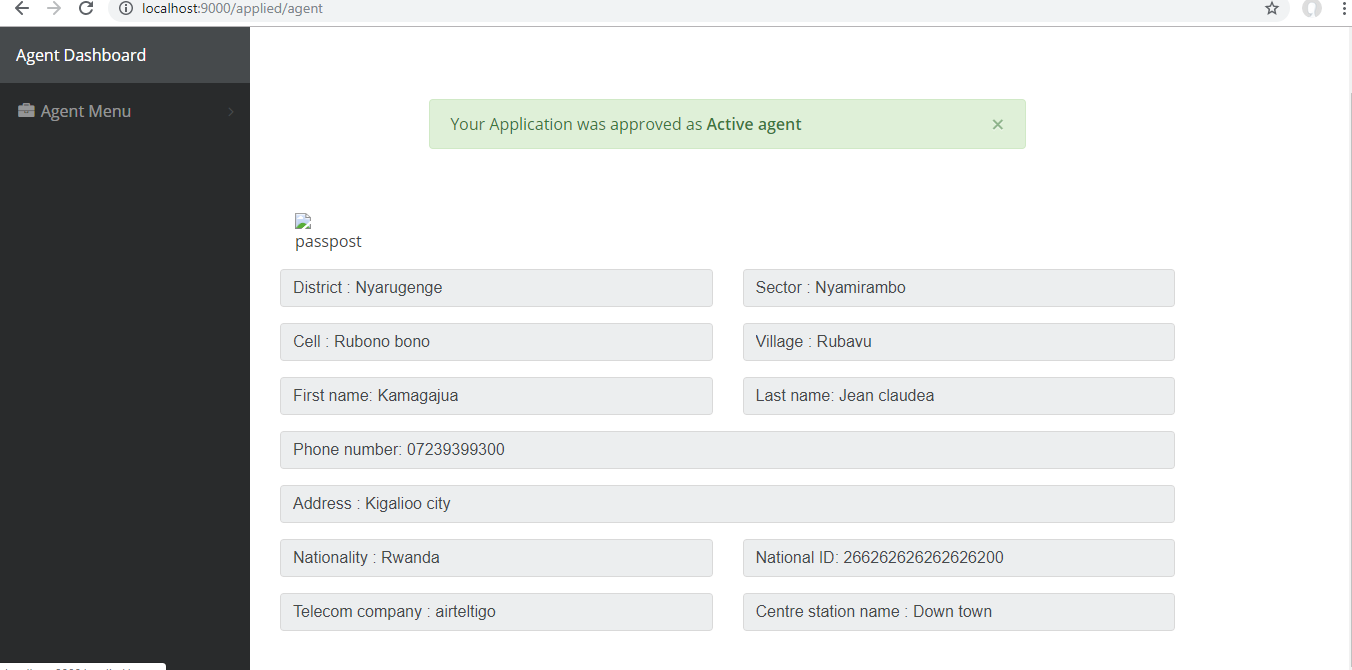 localhost:9000/applied/agent
Agent Dashboard
Agent Menu
Your Application was approved as Active agent ×
passpost
District : Nyarugenge
Sector : Nyamirambo
Cell : Rubono bono
Village : Rubavu
First name: Kamagajua
Last name: Jean claudea
Phone number: 07239399300
Address : Kigalioo city
Nationality : Rwanda
National ID: 266262626262626200
Telecom company : airteltigo
Centre station name : Down town